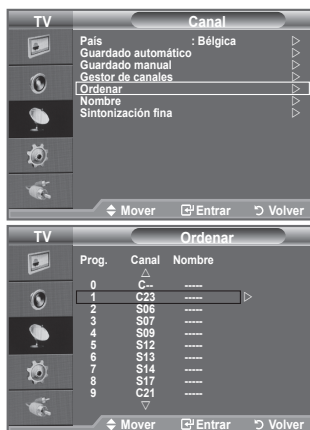 TV Canal
País : Bélgica
Guardado automático
Guardado manual
Gestor de canales
Ordenar
Nombre
Sintonización fina
Mover Entrar Volver
TV Ordenar
Prog. Canal Nombre
0 C-- -----
1 C23 -----
2 S06 -----
3 S07 -----
4 S09 -----
5 S12 -----
6 S13 -----
7 S14 -----
8 S17 -----
9 C21 -----
Mover Entrar Volver